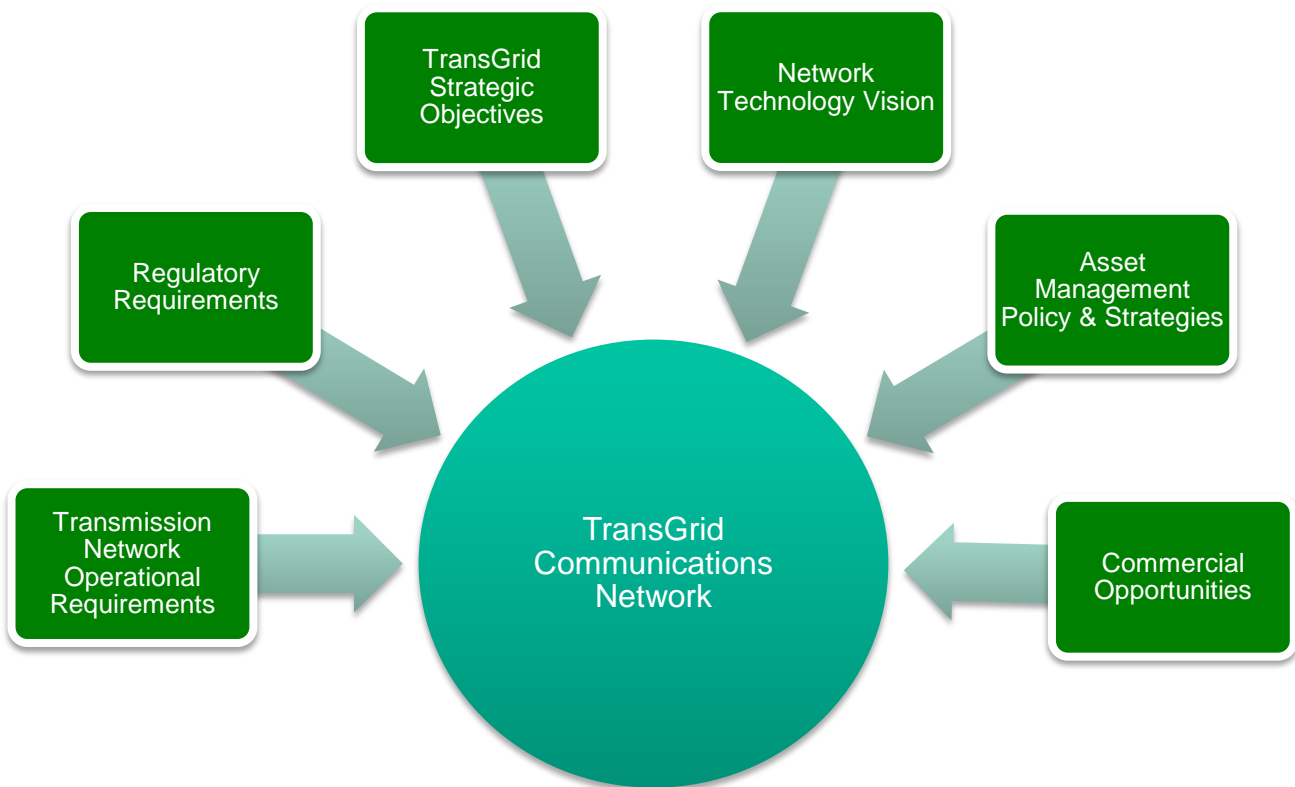 TransGrid
Strategic
Objectives
Network
Technology Vision
Regulatory
Requirements
Asset
Management
Policy & Strategies
Transmission
Network
Operational
Requirements
TransGrid
Communications
Network
Commercial
Opportunities